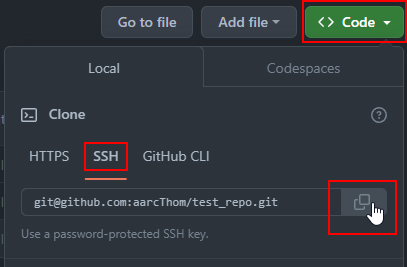 Go to file
Add file
<> Code
Local
Codespaces
Clone
HTTPS
SSH
GitHub CLI
git@github.com:aarcThom/test_repo.git
Use a password-protected SSH key.